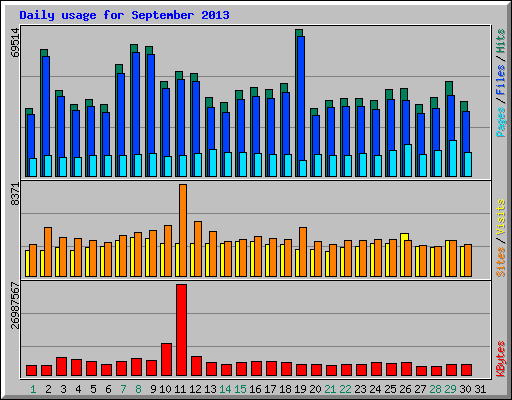 Daily usage for September 2013
69514
Pages / Files / Hits
8371
Sites / Visits
26987567
KBytes
1 2 3 4 5 6 7 8 9 10 11 12 13 14 15 16 17 18 19 20 21 22 23 24 25 26 27 28 29 30 31